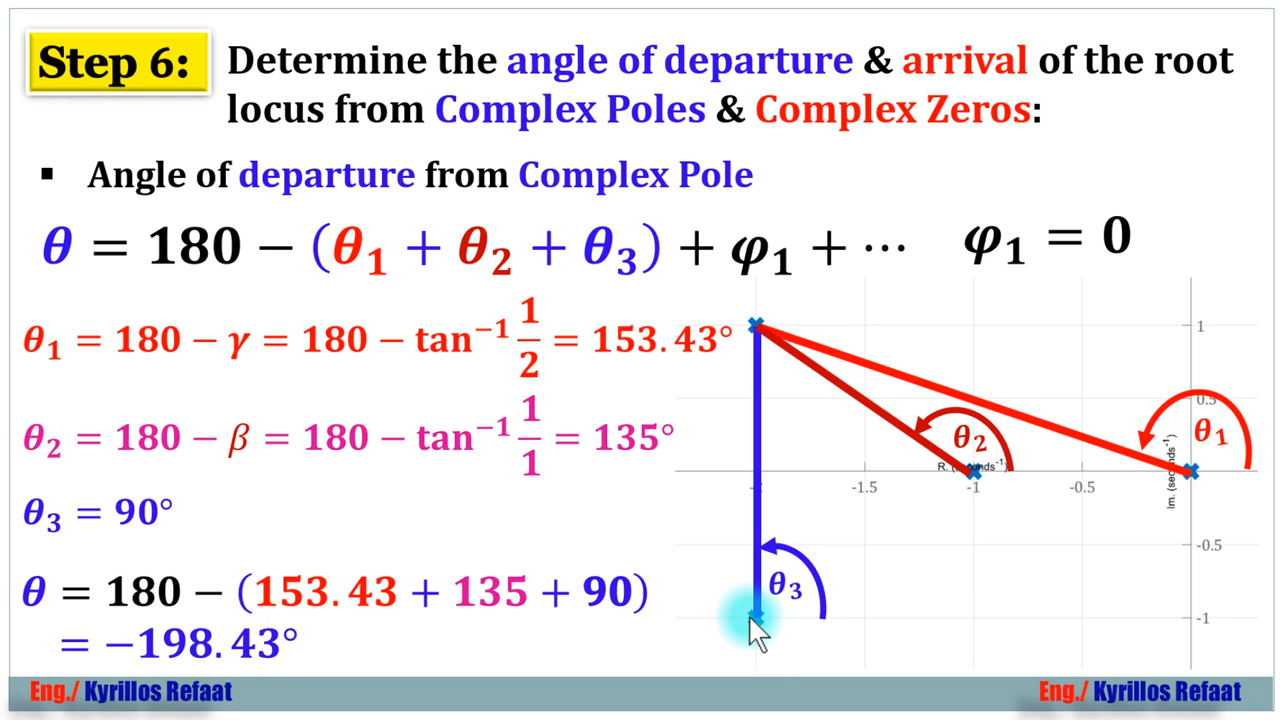 Step 6:
Determine the angle of departure & arrival of the root
locus from Complex Poles & Complex Zeros:
▪ Angle of departure from Complex Pole
θ = 180 − (θ₁ + θ₂ + θ₃) + φ₁ + ⋯ φ₁ = 0
θ₁ = 180 − γ = 180 − tan⁻¹ 1/2 = 153.43°
θ₂ = 180 − β = 180 − tan⁻¹ 1/1 = 135°
θ₃ = 90°
θ = 180 − (153.43 + 135 + 90)
= −198.43°
1
0.5
θ₁
θ₂
-1.5
-1
-0.5
Im. (seconds⁻¹)
-0.5
θ₃
-1
Eng./ Kyrillos Refaat
Eng./ Kyrillos Refaat